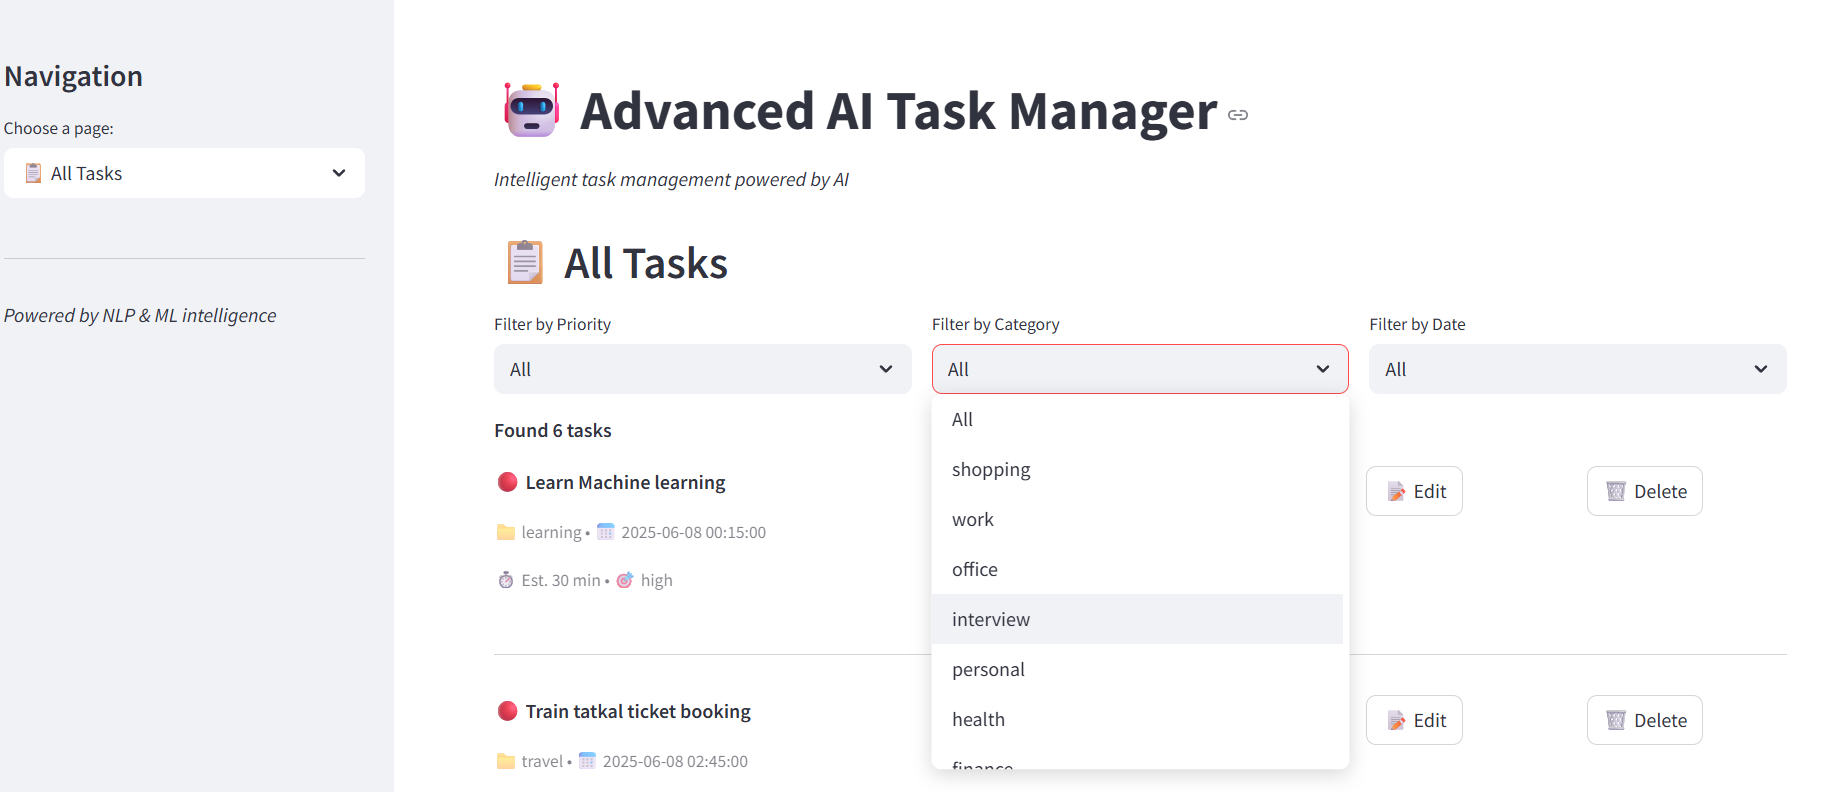 Navigation
Choose a page:
All Tasks
Powered by NLP & ML intelligence
Advanced AI Task Manager
Intelligent task management powered by AI
All Tasks
Filter by Priority
All
Filter by Category
All
Filter by Date
All
All
shopping
work
office
interview
personal
health
finance
Found 6 tasks
Learn Machine learning
learning • 2025-06-08 00:15:00
Est. 30 min • high
Edit
Delete
Train tatkal ticket booking
travel • 2025-06-08 02:45:00
Edit
Delete